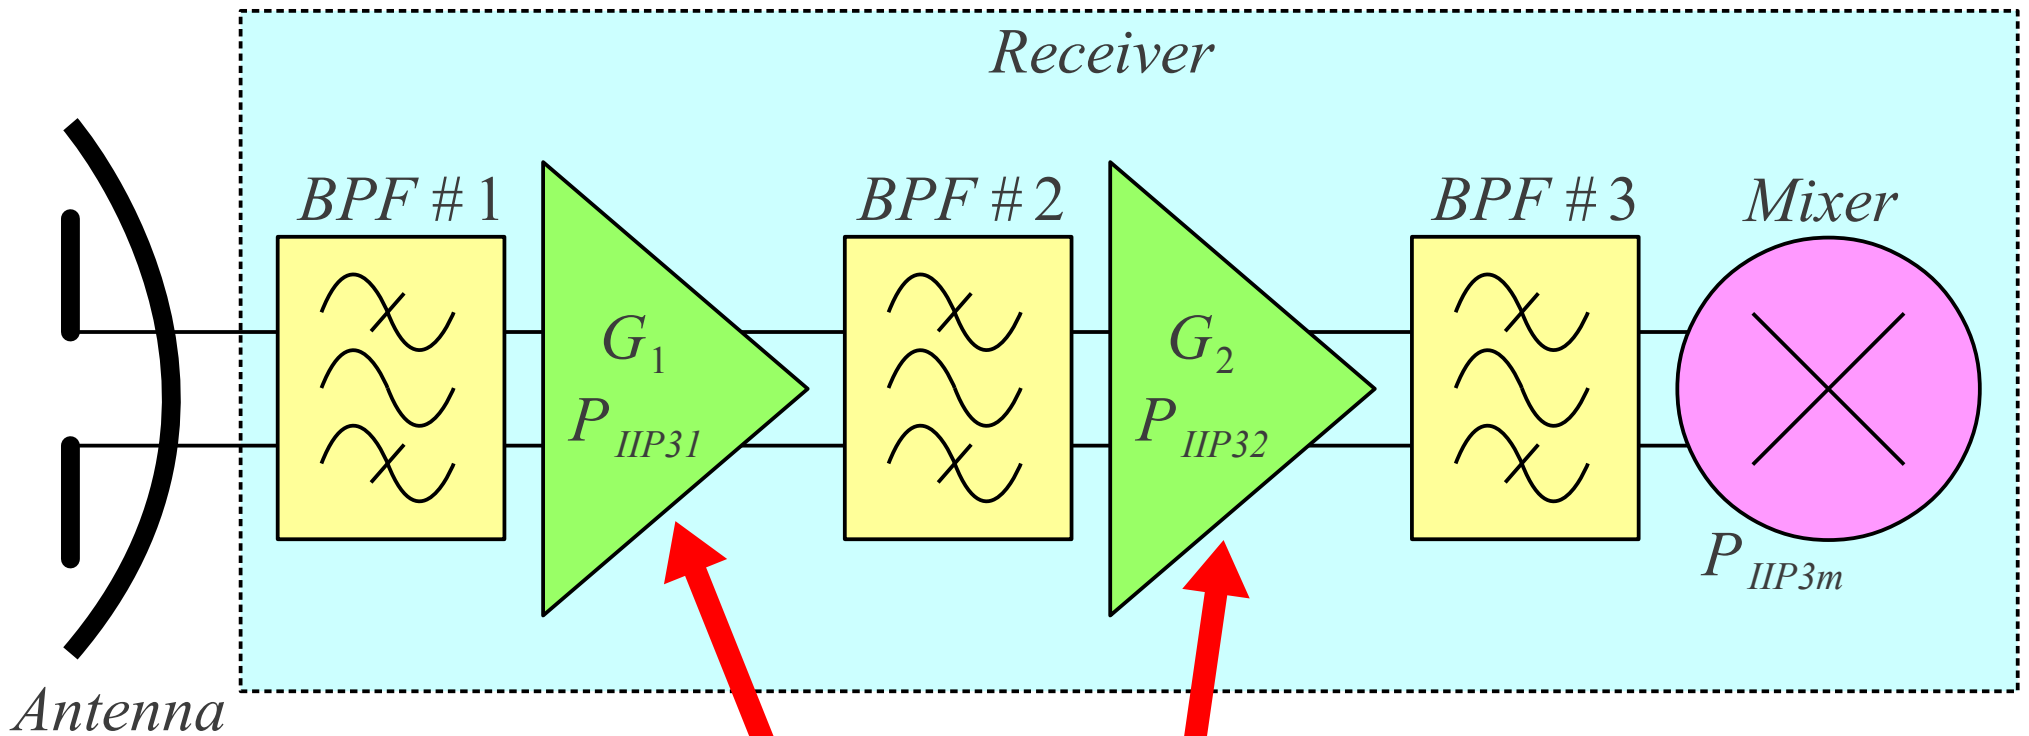 Receiver
BPF #1
BPF #2
BPF #3
Mixer
G1
PIIP31
G2
PIIP32
PIIP3m
Antenna